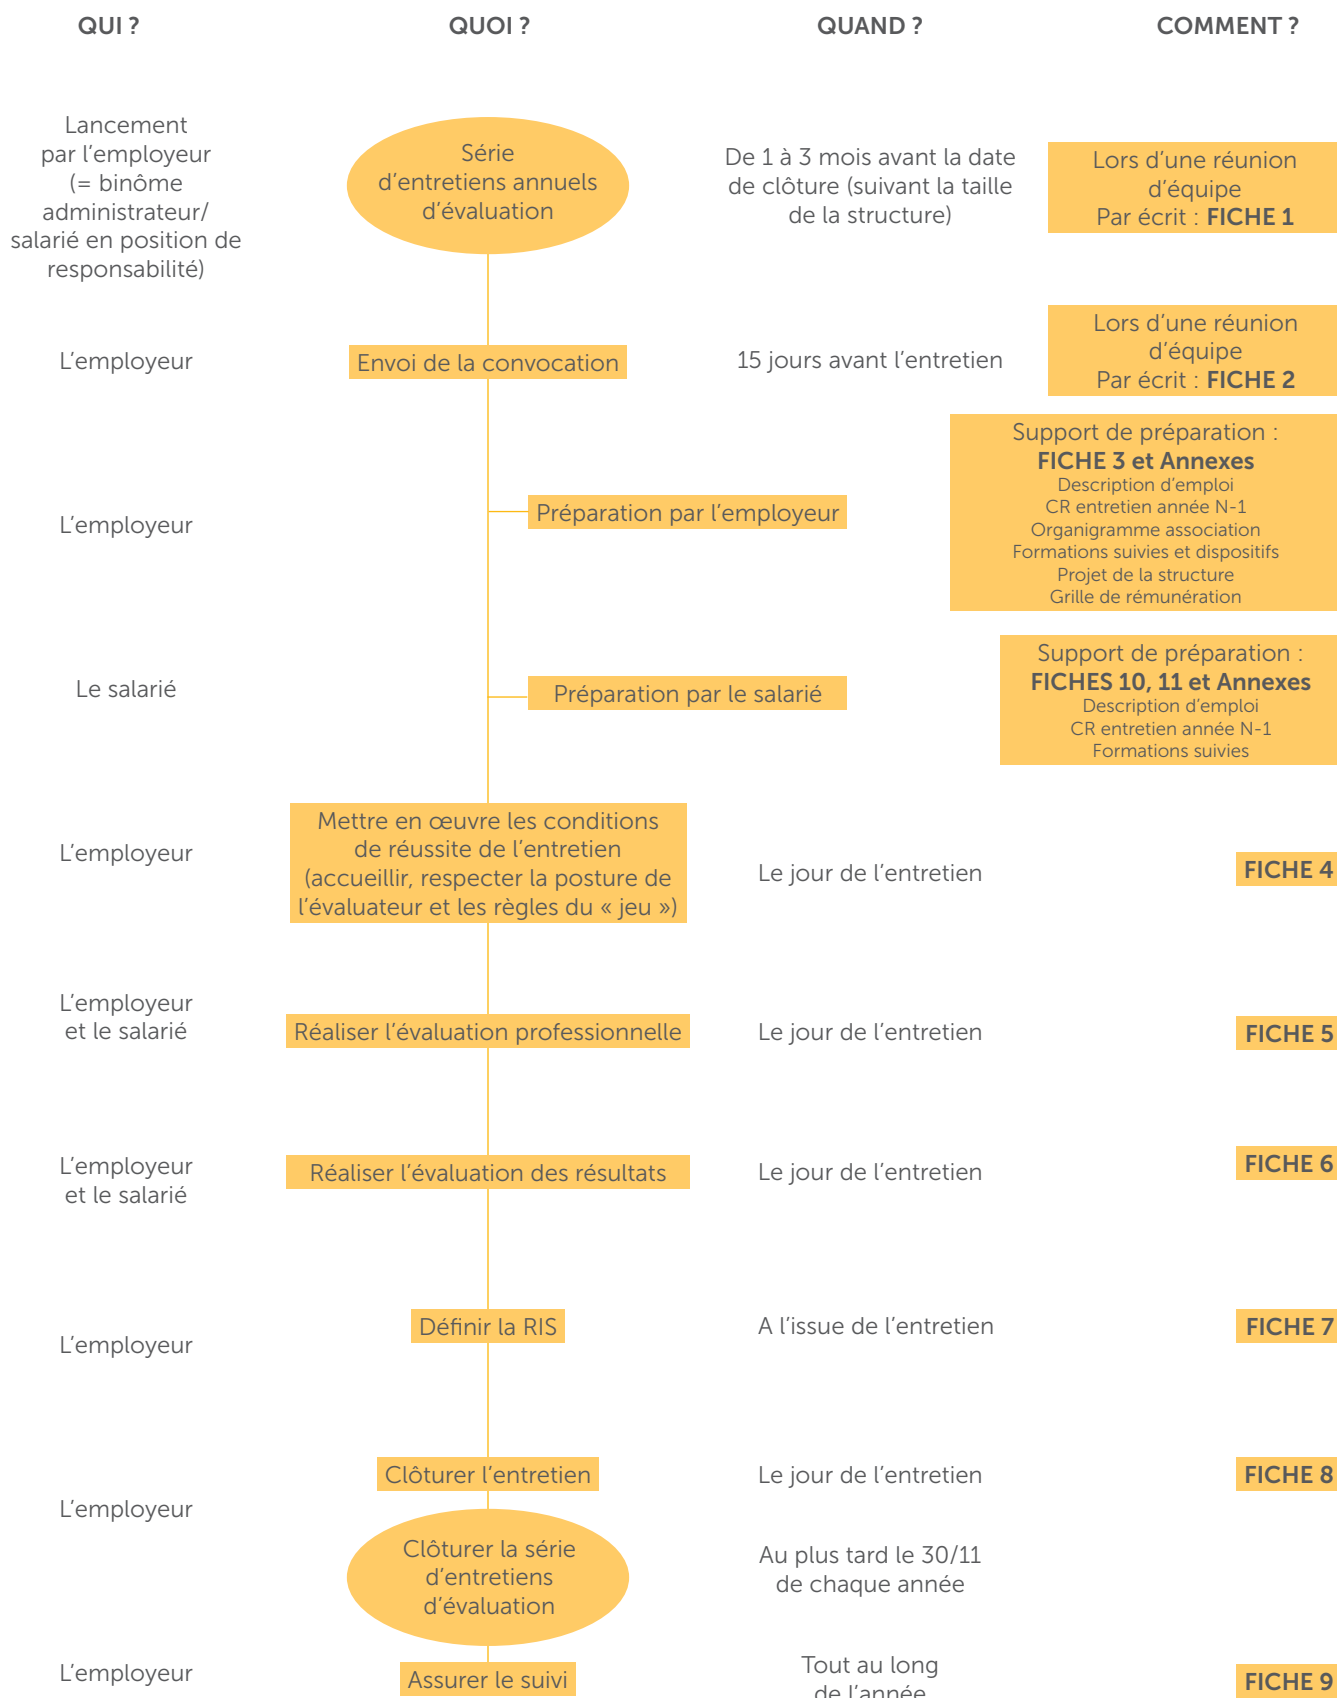 QUI ?
QUOI ?
QUAND ?
COMMENT ?
Lancement
par l’employeur
(= binôme
administrateur/
salarié en position de
responsabilité)
Série
d’entretiens annuels
d’évaluation
De 1 à 3 mois avant la date
de clôture (suivant la taille
de la structure)
Lors d’une réunion
d’équipe
Par écrit : FICHE 1
L’employeur
Envoi de la convocation
15 jours avant l’entretien
Lors d’une réunion
d’équipe
Par écrit : FICHE 2
L’employeur
Préparation par l’employeur
Support de préparation :
FICHE 3 et Annexes
Description d’emploi
CR entretien année N-1
Organigramme association
Formations suivies et dispositifs
Projet de la structure
Grille de rémunération
Le salarié
Préparation par le salarié
Support de préparation :
FICHES 10, 11 et Annexes
Description d’emploi
CR entretien année N-1
Formations suivies
L’employeur
Mettre en œuvre les conditions
de réussite de l’entretien
(accueillir, respecter la posture de
l’évaluateur et les règles du « jeu »)
Le jour de l’entretien
FICHE 4
L’employeur
et le salarié
Réaliser l’évaluation professionnelle
Le jour de l’entretien
FICHE 5
L’employeur
et le salarié
Réaliser l’évaluation des résultats
Le jour de l’entretien
FICHE 6
L’employeur
Définir la RIS
A l’issue de l’entretien
FICHE 7
L’employeur
Clôturer l’entretien
Le jour de l’entretien
FICHE 8
Clôturer la série
d’entretiens
d’évaluation
Au plus tard le 30/11
de chaque année
L’employeur
Assurer le suivi
Tout au long
de l’année
FICHE 9